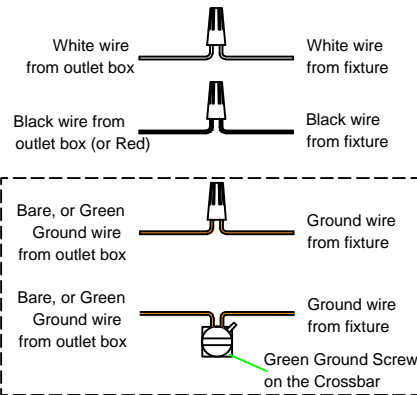 White wire
from outlet box
White wire
from fixture
Black wire from
outlet box (or Red)
Black wire
from fixture
Bare, or Green
Ground wire
from outlet box
Ground wire
from fixture
Bare, or Green
Ground wire
from outlet box
Ground wire
from fixture
Green Ground Screw
on the Crossbar